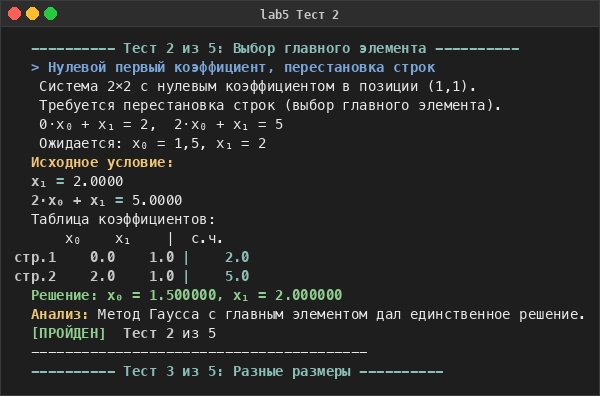 lab5 Тест 2
—————————— Тест 2 из 5: Выбор главного элемента ——————————
> Нулевой первый коэффициент, перестановка строк
Система 2×2 с нулевым коэффициентом в позиции (1,1).
Требуется перестановка строк (выбор главного элемента).
0·x₀ + x₁ = 2,  2·x₀ + x₁ = 5
Ожидается: x₀ = 1,5, x₁ = 2
Исходное условие:
x₁ = 2.0000
2·x₀ + x₁ = 5.0000
Таблица коэффициентов:
x₀    x₁    |  с.ч.
стр.1    0.0    1.0 |    2.0
стр.2    2.0    1.0 |    5.0
Решение: x₀ = 1.500000, x₁ = 2.000000
Анализ: Метод Гаусса с главным элементом дал единственное решение.
[ПРОЙДЕН]  Тест 2 из 5
————————————————————————————————————————
—————————— Тест 3 из 5: Разные размеры ——————————